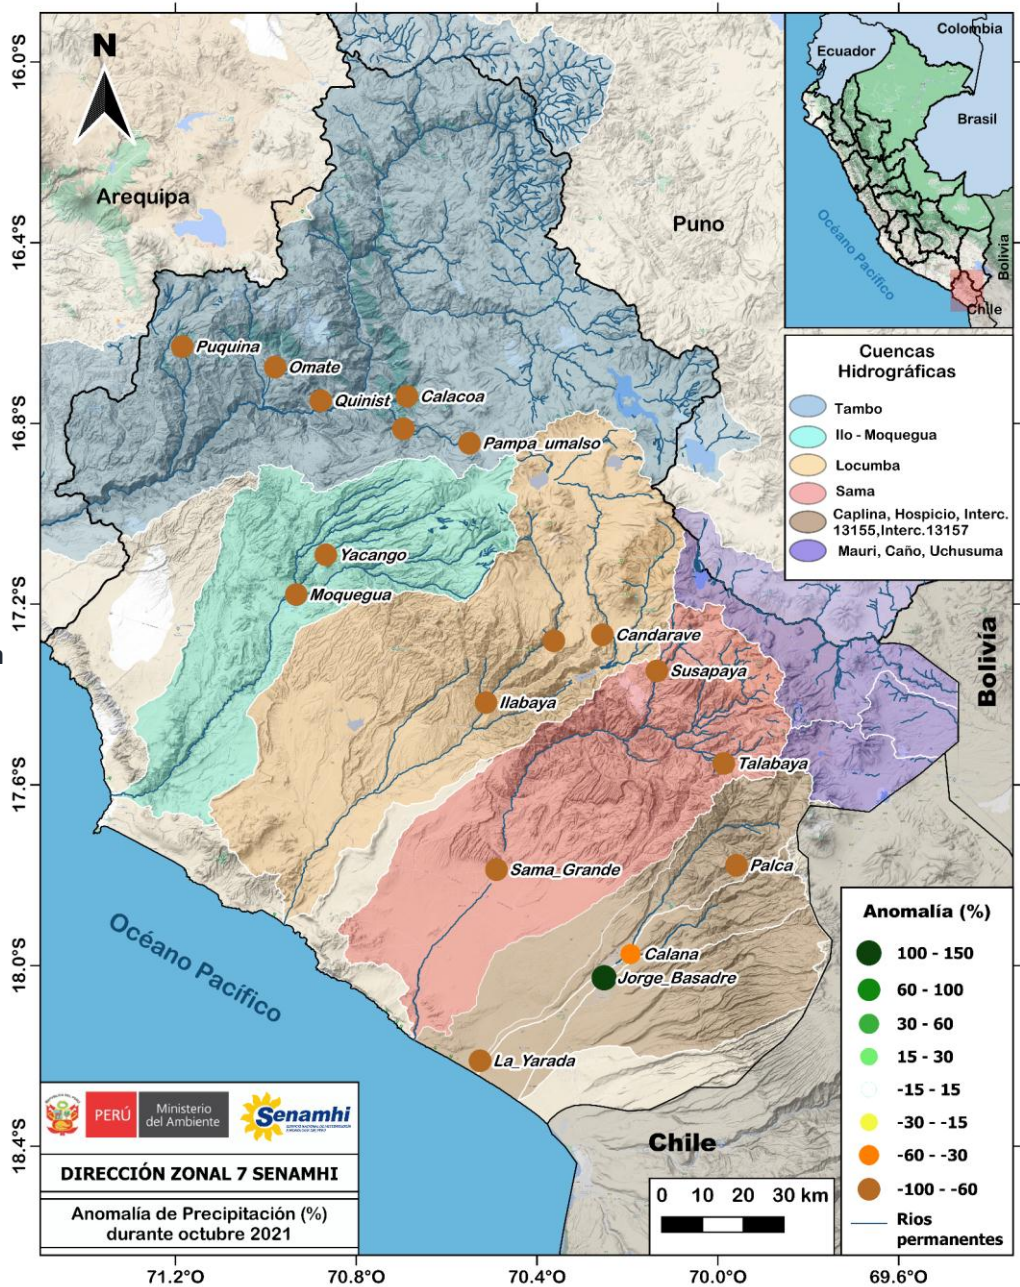 N
Arequipa
Puno
Ecuador
Colombia
Brasil
Océano Pacífico
Bolivia
Chile
Cuencas
Hidrográficas
Tambo
Ilo - Moquegua
Locumba
Sama
Caplina, Hospicio, Interc.
13155,Interc.13157
Mauri, Caño, Uchusuma
Puquina
Omate
Quinist
Calacoa
Pampa_umalso
Yacango
Moquegua
Candarave
Susapaya
Ilabaya
Talabaya
Sama_Grande
Palca
Calana
Jorge_Basadre
La_Yarada
Bolivía
Océano Pacífico
Chile
Anomalía (%)
100 - 150
60 - 100
30 - 60
15 - 30
-15 - 15
-30 - -15
-60 - -30
-100 - -60
Rios
permanentes
0 10 20 30 km
PERÚ
Ministerio
del Ambiente
Senamhi
DIRECCIÓN ZONAL 7 SENAMHI
Anomalía de Precipitación (%)
durante octubre 2021
16.0°S
16.4°S
16.8°S
17.2°S
17.6°S
18.0°S
18.4°S
71.2°O 70.8°O 70.4°O 70.0°O 69.6°O